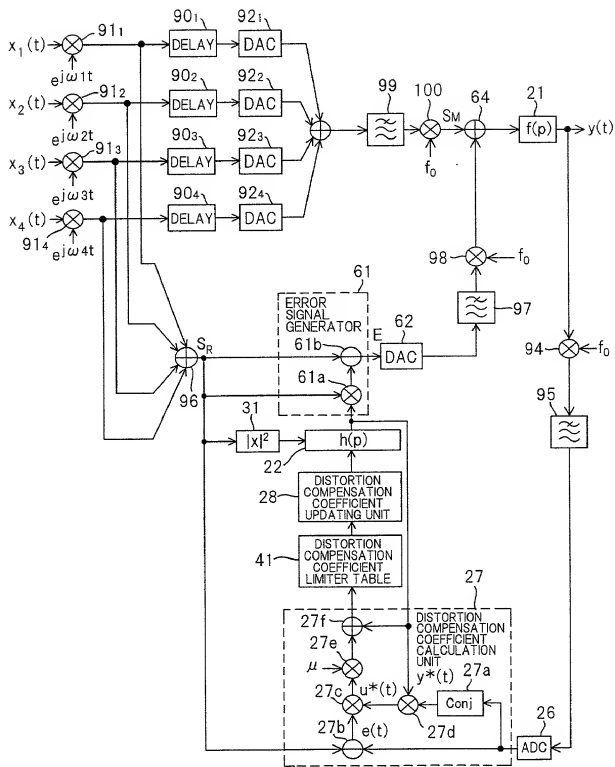 x1(t) 91₁ 90₁ DELAY 92₁ DAC
e^jω1t
x2(t) 91₂ 90₂ DELAY 92₂ DAC
e^jω2t
x3(t) 91₃ 90₃ DELAY 92₃ DAC
e^jω3t
x4(t) 91₄ 90₄ DELAY 92₄ DAC
e^jω4t
99 100 SM 64 21 f(p) y(t)
f0
98 f0
97
94 f0
95
96 SR
61
ERROR
SIGNAL
GENERATOR
61b E 62 DAC
61a
31 |x|²
22 h(p)
28 DISTORTION
COMPENSATION
COEFFICIENT
UPDATING UNIT
41 DISTORTION
COMPENSATION
COEFFICIENT
LIMITER TABLE
27
DISTORTION
COMPENSATION
COEFFICIENT
CALCULATION
UNIT
27f
27e
μ
27c u*(t)
y*(t) 27a Conj
27d
27b e(t)
26 ADC